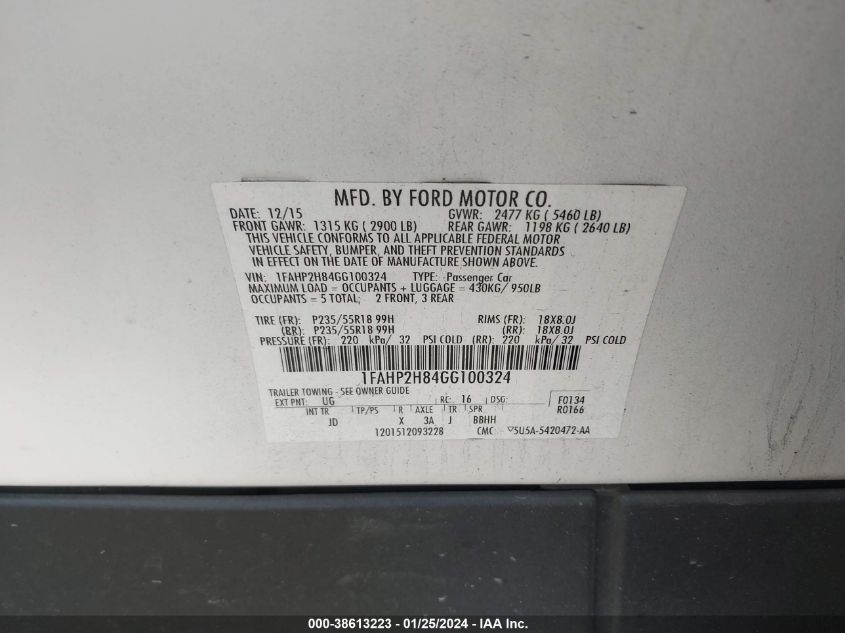 MFD. BY FORD MOTOR CO.
DATE: 12/15 GVWR: 2477 KG ( 5460 LB)
FRONT GAWR: 1315 KG ( 2900 LB) REAR GAWR: 1198 KG ( 2640 LB)
THIS VEHICLE CONFORMS TO ALL APPLICABLE FEDERAL MOTOR
VEHICLE SAFETY, BUMPER, AND THEFT PREVENTION STANDARDS
IN EFFECT ON THE DATE OF MANUFACTURE SHOWN ABOVE.
VIN: 1FAHP2H84GG100324 TYPE: Passenger Car
MAXIMUM LOAD = OCCUPANTS + LUGGAGE = 430KG/ 950LB
OCCUPANTS = 5 TOTAL; 2 FRONT, 3 REAR
TIRE (FR): P235/55R18 99H RIMS (FR): 18X8.0J
(RR): P235/55R18 99H (RR): 18X8.0J
PRESSURE (FR): 220 kPa/ 32 PSI COLD (RR): 220 kPa/ 32 PSI COLD
1FAHP2H84GG100324
TRAILER TOWING - SEE OWNER GUIDE
EXT PNT: UG RC: 16 DSO: F0134
INT TR TP/PS R AXLE TR SPR R0166
JD X 3A J BBHH
1201512093228 CMC 5U5A-5420472-AA
000-38613223 - 01/25/2024 - IAA Inc.